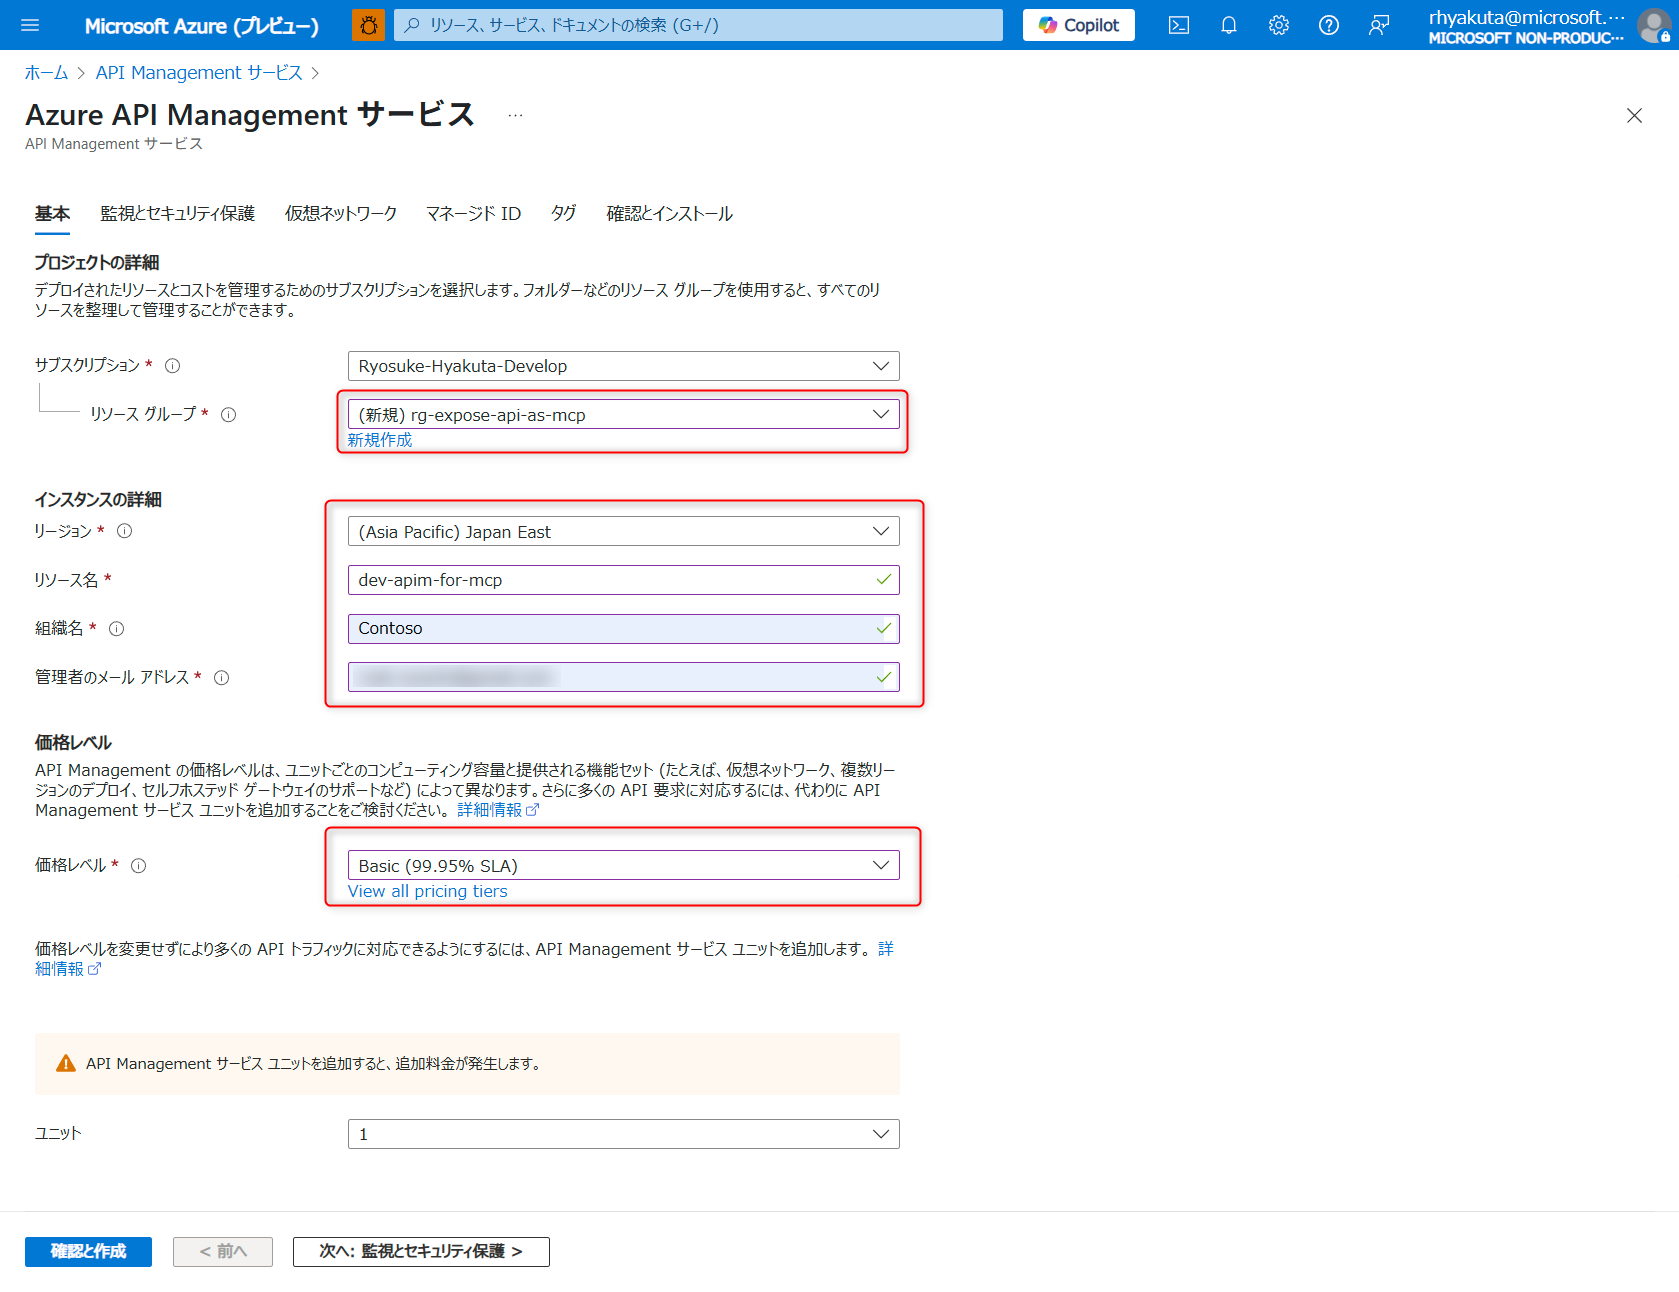 Microsoft Azure (プレビュー)
リソース、サービス、ドキュメントの検索 (G+/)
Copilot
rhyakuta@microsoft.…
MICROSOFT NON-PRODUC…
ホーム > API Management サービス >
Azure API Management サービス …
API Management サービス
基本 監視とセキュリティ保護 仮想ネットワーク マネージド ID タグ 確認とインストール
プロジェクトの詳細
デプロイされたリソースとコストを管理するためのサブスクリプションを選択します。フォルダーなどのリソース グループを使用すると、すべてのリ
ソースを整理して管理することができます。
サブスクリプション *
Ryosuke-Hyakuta-Develop
リソース グループ *
(新規) rg-expose-api-as-mcp
新規作成
インスタンスの詳細
リージョン *
(Asia Pacific) Japan East
リソース名 *
dev-apim-for-mcp
組織名 *
Contoso
管理者のメール アドレス *
価格レベル
API Management の価格レベルは、ユニットごとのコンピューティング容量と提供される機能セット (たとえば、仮想ネットワーク、複数リー
ジョンのデプロイ、セルフホステッド ゲートウェイのサポートなど) によって異なります。さらに多くの API 要求に対応するには、代わりに API
Management サービス ユニットを追加することをご検討ください。 詳細情報
価格レベル *
Basic (99.95% SLA)
View all pricing tiers
価格レベルを変更せずにより多くの API トラフィックに対応できるようにするには、API Management サービス ユニットを追加します。 詳
細情報
API Management サービス ユニットを追加すると、追加料金が発生します。
ユニット
1
確認と作成
< 前へ
次へ: 監視とセキュリティ保護 >